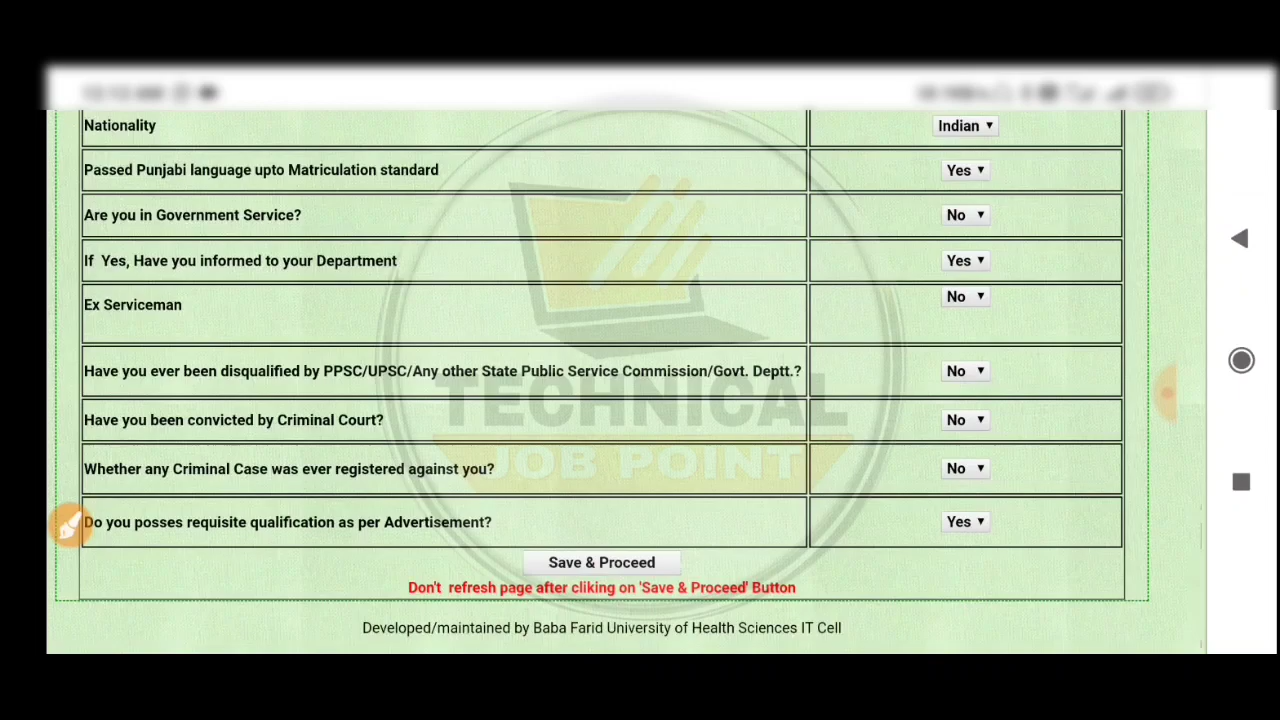 Nationality Indian
Passed Punjabi language upto Matriculation standard Yes
Are you in Government Service? No
If Yes, Have you informed to your Department Yes
Ex Serviceman No
Have you ever been disqualified by PPSC/UPSC/Any other State Public Service Commission/Govt. Deptt.? No
TECHNICAL
Have you been convicted by Criminal Court? No
JOB POINT
Whether any Criminal Case was ever registered against you? No
Do you posses requisite qualification as per Advertisement? Yes
Save & Proceed
Don't refresh page after cliking on 'Save & Proceed' Button
Developed/maintained by Baba Farid University of Health Sciences IT Cell